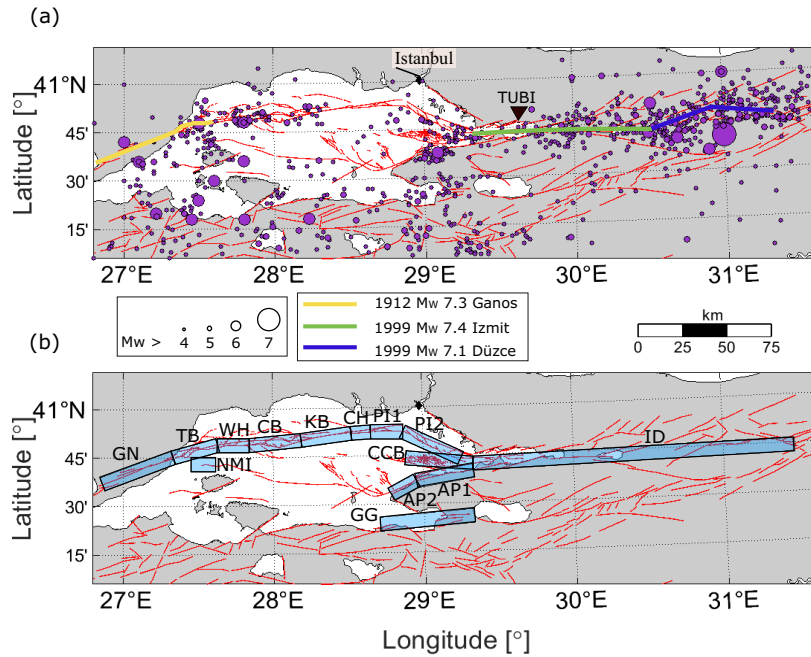 (a)
Istanbul
TUBI
41°N
45'
30'
15'
Latitude [°]
27°E
28°E
29°E
30°E
31°E
Mw >
4
5
6
7
1912 Mw 7.3 Ganos
1999 Mw 7.4 Izmit
1999 Mw 7.1 Düzce
km
0
25
50
75
(b)
41°N
45'
30'
15'
Latitude [°]
GN
TB
WH
NMI
CB
KB
CH
PI1
PI2
CCB
AP2
AP1
GG
ID
27°E
28°E
29°E
30°E
31°E
Longitude [°]